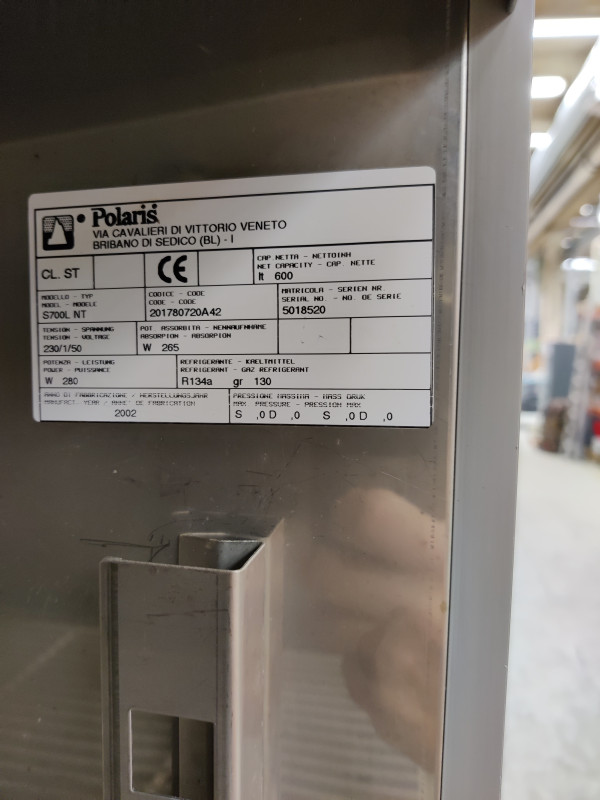 Polaris
VIA CAVALIERI DI VITTORIO VENETO
BRIBANO DI SEDICO (BL) - I
CL. ST
CE
CAP NETTA - NETTOINH
NET CAPACITY - CAP. NETTE
lt 600
MODELLO - TYP
MODEL - MODELE
S700L NT
CODICE - CODE
CODE - CODE
201780720A42
MATRICOLA - SERIEN NR
SERIAL NO. - NO. DE SERIE
5018520
TENSION - SPANNUNG
TENSION - VOLTAGE
230/1/50
POT. ASSORBITA - NENNAUFNAHME
ABSORPTION - ABSORPION
W 265
POTENZA - LEISTUNG
POWER - PUISSANCE
W 280
REFRIGERANTE - KAELTMITTEL
REFRIGERANT - GAZ REFRIGERANT
R134a gr 130
ANNO DI FABBRICAZIONE / HERSTELLUNGSJAHR
MANUFACT. YEAR / ANNE DE FABRICATION
2002
PRESSIONE MASSIMA - MASS DRUK
MAX. PRESSURE - PRESSION MAX
S ,0 D ,0 S ,0 D ,0